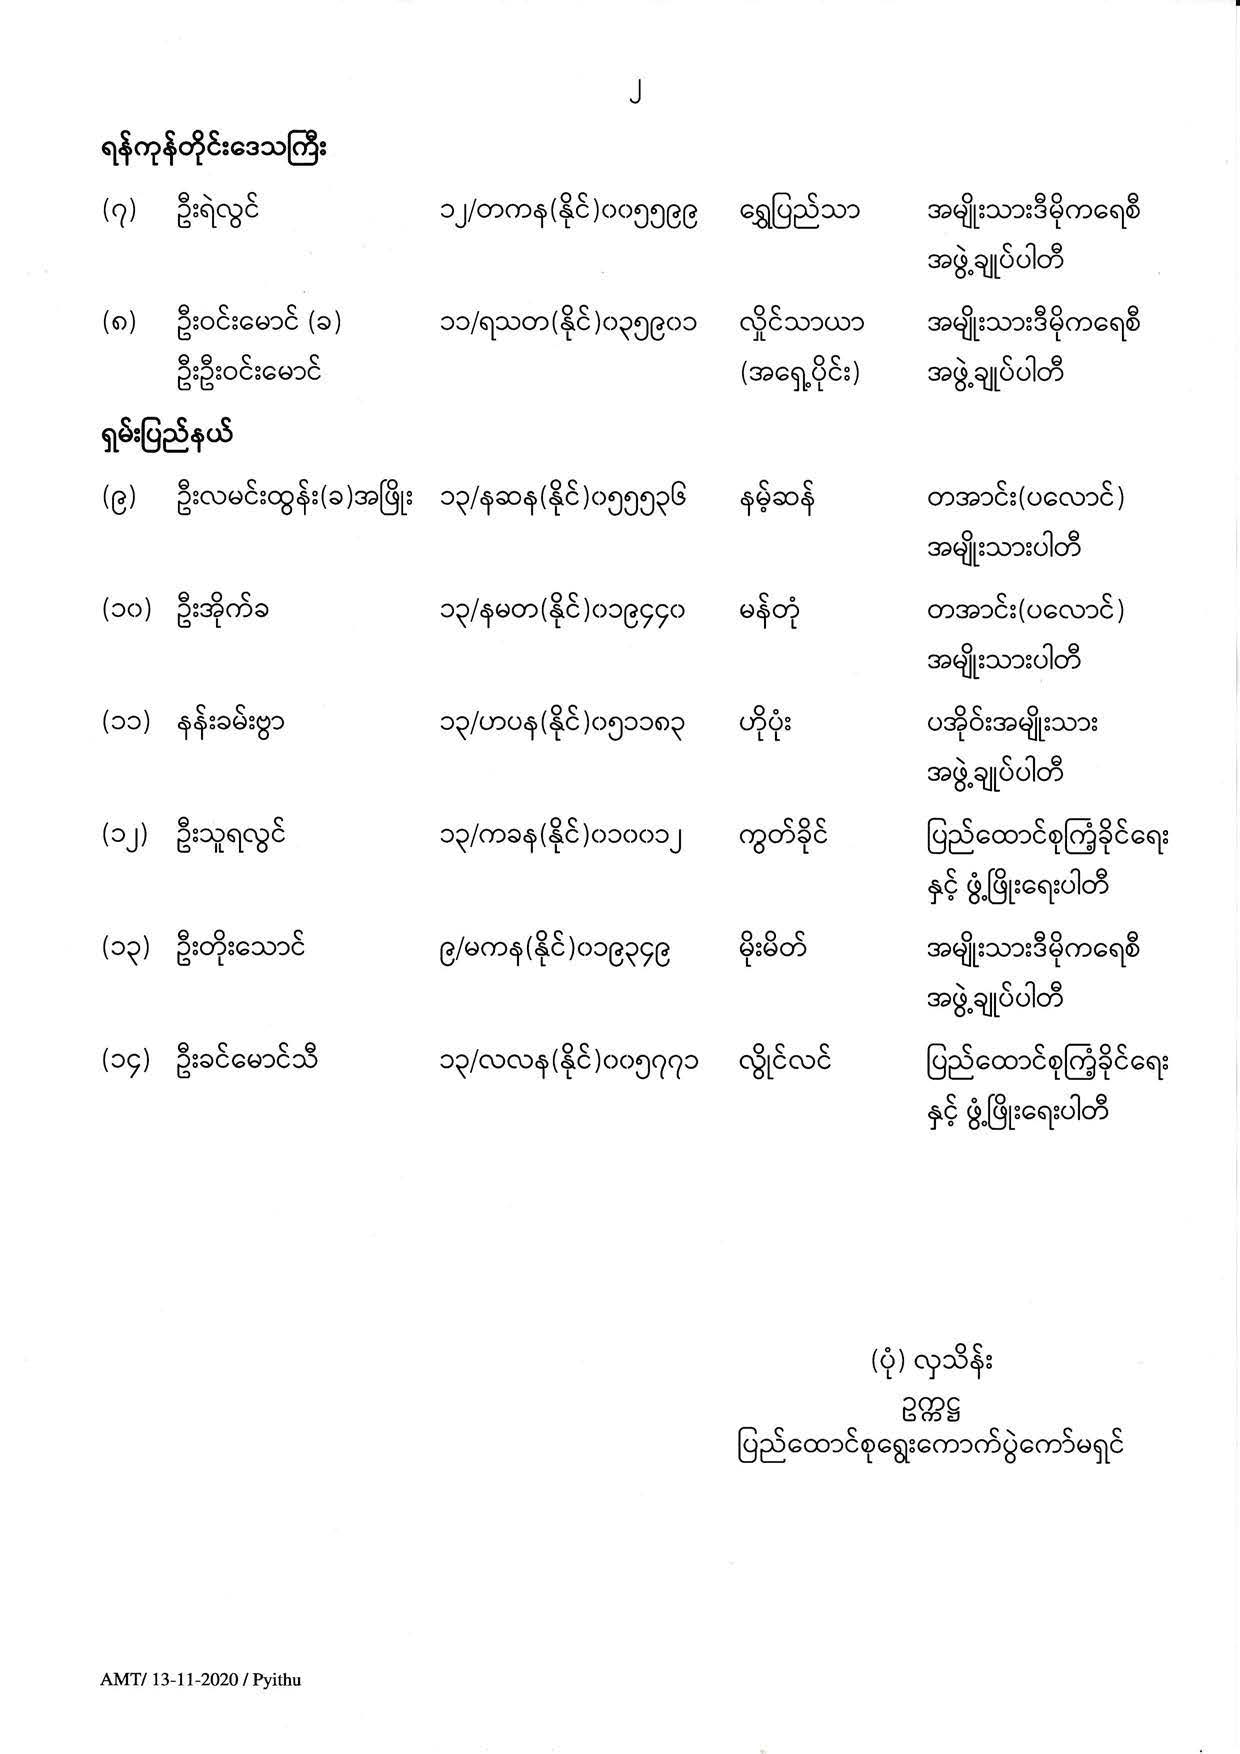 ၂
ရန်ကုန်တိုင်းဒေသကြီး
(၇) ဦးရဲလွင် ၁၂/တကန(နိုင်)၀၀၅၅၉၉ ရွှေပြည်သာ အမျိုးသားဒီမိုကရေစီ
အဖွဲ့ချုပ်ပါတီ
(၈) ဦးဝင်းမောင် (ခ) ၁၁/ရသတ(နိုင်)၀၃၅၉၀၁ လှိုင်သာယာ အမျိုးသားဒီမိုကရေစီ
ဦးဦးဝင်းမောင် (အရှေ့ပိုင်း) အဖွဲ့ချုပ်ပါတီ
ရှမ်းပြည်နယ်
(၉) ဦးလမင်းထွန်း(ခ)အဖြိုး ၁၃/နဆန(နိုင်)၀၅၅၅၃၆ နမ့်ဆန် တအာင်း(ပလောင်)
အမျိုးသားပါတီ
(၁၀) ဦးအိုက်ခ ၁၃/နမတ(နိုင်)၀၁၉၄၄၀ မန်တုံ တအာင်း(ပလောင်)
အမျိုးသားပါတီ
(၁၁) နန်းခမ်းဗွာ ၁၃/ဟပန(နိုင်)၀၅၁၁၈၃ ဟိုပုံး ပအိုဝ်းအမျိုးသား
အဖွဲ့ချုပ်ပါတီ
(၁၂) ဦးသူရလွင် ၁၃/ကခန(နိုင်)၀၁၀၀၁၂ ကွတ်ခိုင် ပြည်ထောင်စုကြံ့ခိုင်ရေး
နှင့် ဖွံ့ဖြိုးရေးပါတီ
(၁၃) ဦးတိုးသောင် ၉/မကန(နိုင်)၀၁၉၃၄၉ မိုးမိတ် အမျိုးသားဒီမိုကရေစီ
အဖွဲ့ချုပ်ပါတီ
(၁၄) ဦးခင်မောင်သီ ၁၃/လလန(နိုင်)၀၀၅၇၇၁ လွိုင်လင် ပြည်ထောင်စုကြံ့ခိုင်ရေး
နှင့် ဖွံ့ဖြိုးရေးပါတီ
(ပုံ) လှသိန်း
ဥက္ကဋ္ဌ
ပြည်ထောင်စုရွေးကောက်ပွဲကော်မရှင်
AMT/ 13-11-2020 / Pyithu